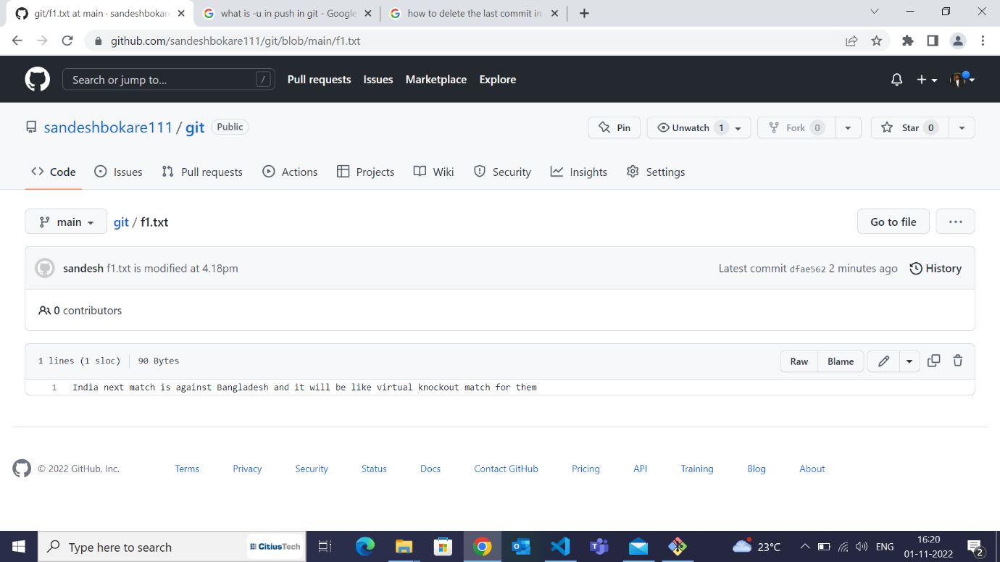 git/f1.txt at main · sandeshbokare
what is -u in push in git - Google
how to delete the last commit in
github.com/sandeshbokare111/git/blob/main/f1.txt
Search or jump to... /
Pull requests Issues Marketplace Explore
sandeshbokare111 / git Public
Pin Unwatch 1 Fork 0 Star 0
Code Issues Pull requests Actions Projects Wiki Security Insights Settings
main git / f1.txt Go to file ...
sandesh f1.txt is modified at 4.18pm Latest commit dfae562 2 minutes ago History
0 contributors
1 lines (1 sloc) 90 Bytes Raw Blame
1 India next match is against Bangladesh and it will be like virtual knockout match for them
© 2022 GitHub, Inc. Terms Privacy Security Status Docs Contact GitHub Pricing API Training Blog About
Type here to search CitiusTech 23°C ENG 16:20
01-11-2022 2